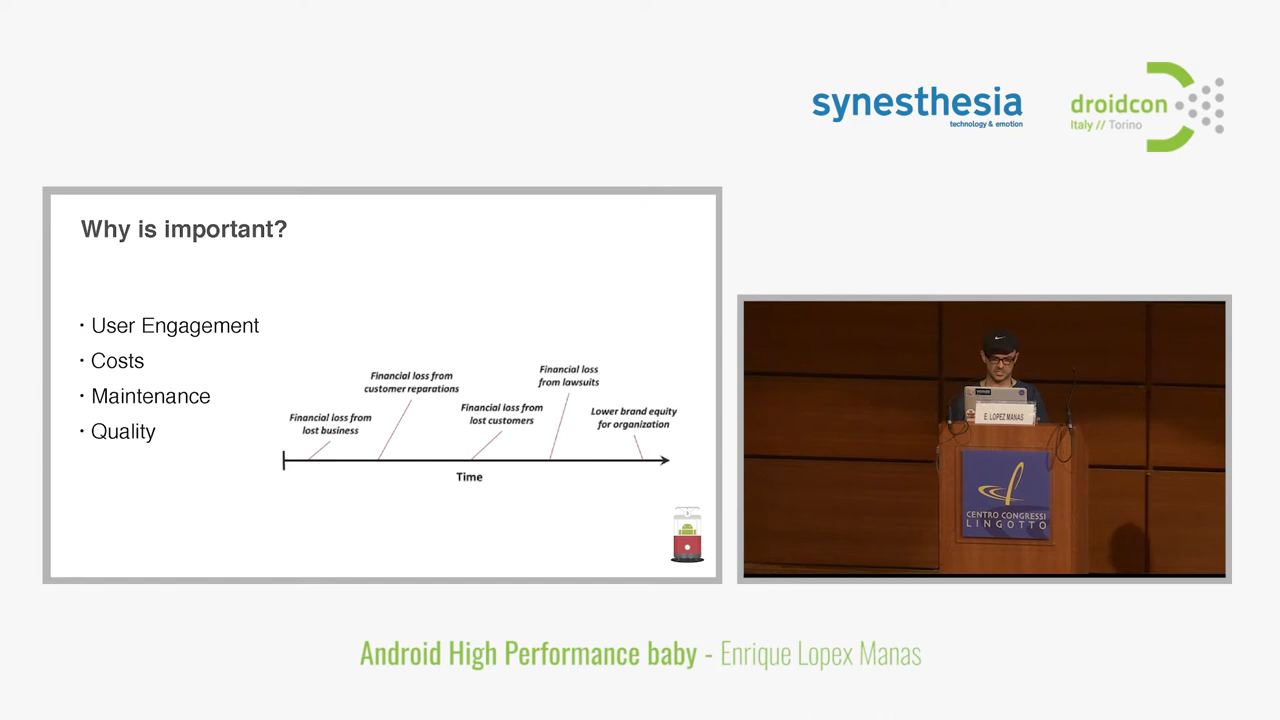 synesthesia
technology & emotion
droidcon
Italy // Torino
Why is important?
· User Engagement
· Costs
· Maintenance
· Quality
Financial loss from
lost business
Financial loss from
customer reparations
Financial loss from
lost customers
Financial loss
from lawsuits
Lower brand equity
for organization
Time
E. LOPEZ MANAS
CENTRO CONGRESSI
LINGOTTO
Android High Performance baby - Enrique Lopex Manas